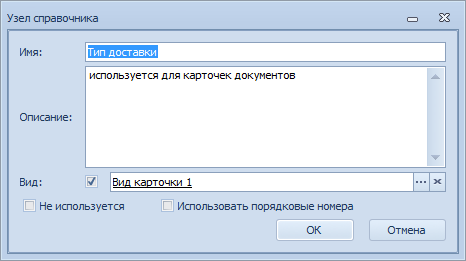 Узел справочника
Имя: Тип доставки
используется для карточек документов
Описание:
Вид: Вид карточки 1
Не используется Использовать порядковые номера
OK Отмена